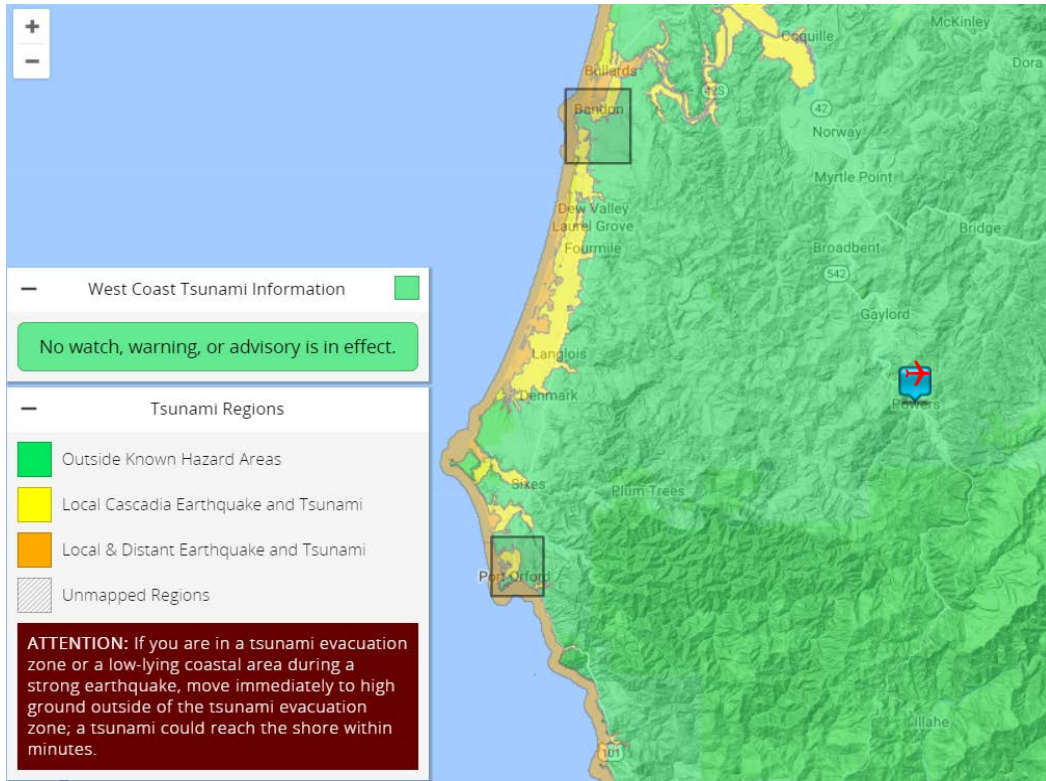 +
McKinley
Coquille
−
Dora
Bullards
42S
Bandon
42
Norway
Myrtle Point
Dew Valley
Laurel Grove
Bridge
Fourmile
Broadbent
542
− West Coast Tsunami Information
Gaylord
No watch, warning, or advisory is in effect.
Langlois
Denmark
Powers
− Tsunami Regions
Outside Known Hazard Areas
Sixes
Plum Trees
Local Cascadia Earthquake and Tsunami
Local & Distant Earthquake and Tsunami
Port Orford
Unmapped Regions
ATTENTION: If you are in a tsunami evacuation
zone or a low-lying coastal area during a
strong earthquake, move immediately to high
ground outside of the tsunami evacuation
zone; a tsunami could reach the shore within
minutes.
Illahe
101